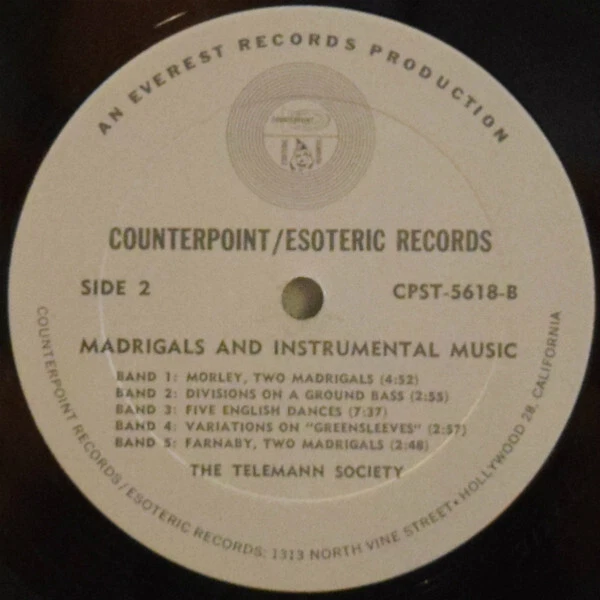 AN EVEREST RECORDS PRODUCTION
COUNTERPOINT/ESOTERIC RECORDS
SIDE 2
CPST-5618-B
MADRIGALS AND INSTRUMENTAL MUSIC
BAND 1: MORLEY, TWO MADRIGALS (4:52)
BAND 2: DIVISIONS ON A GROUND BASS (2:55)
BAND 3: FIVE ENGLISH DANCES (7:37)
BAND 4: VARIATIONS ON "GREENSLEEVES" (2:57)
BAND 5: FARNABY, TWO MADRIGALS (2:48)
THE TELEMANN SOCIETY
COUNTERPOINT RECORDS/ESOTERIC RECORDS: 1313 NORTH VINE STREET • HOLLYWOOD 28, CALIFORNIA